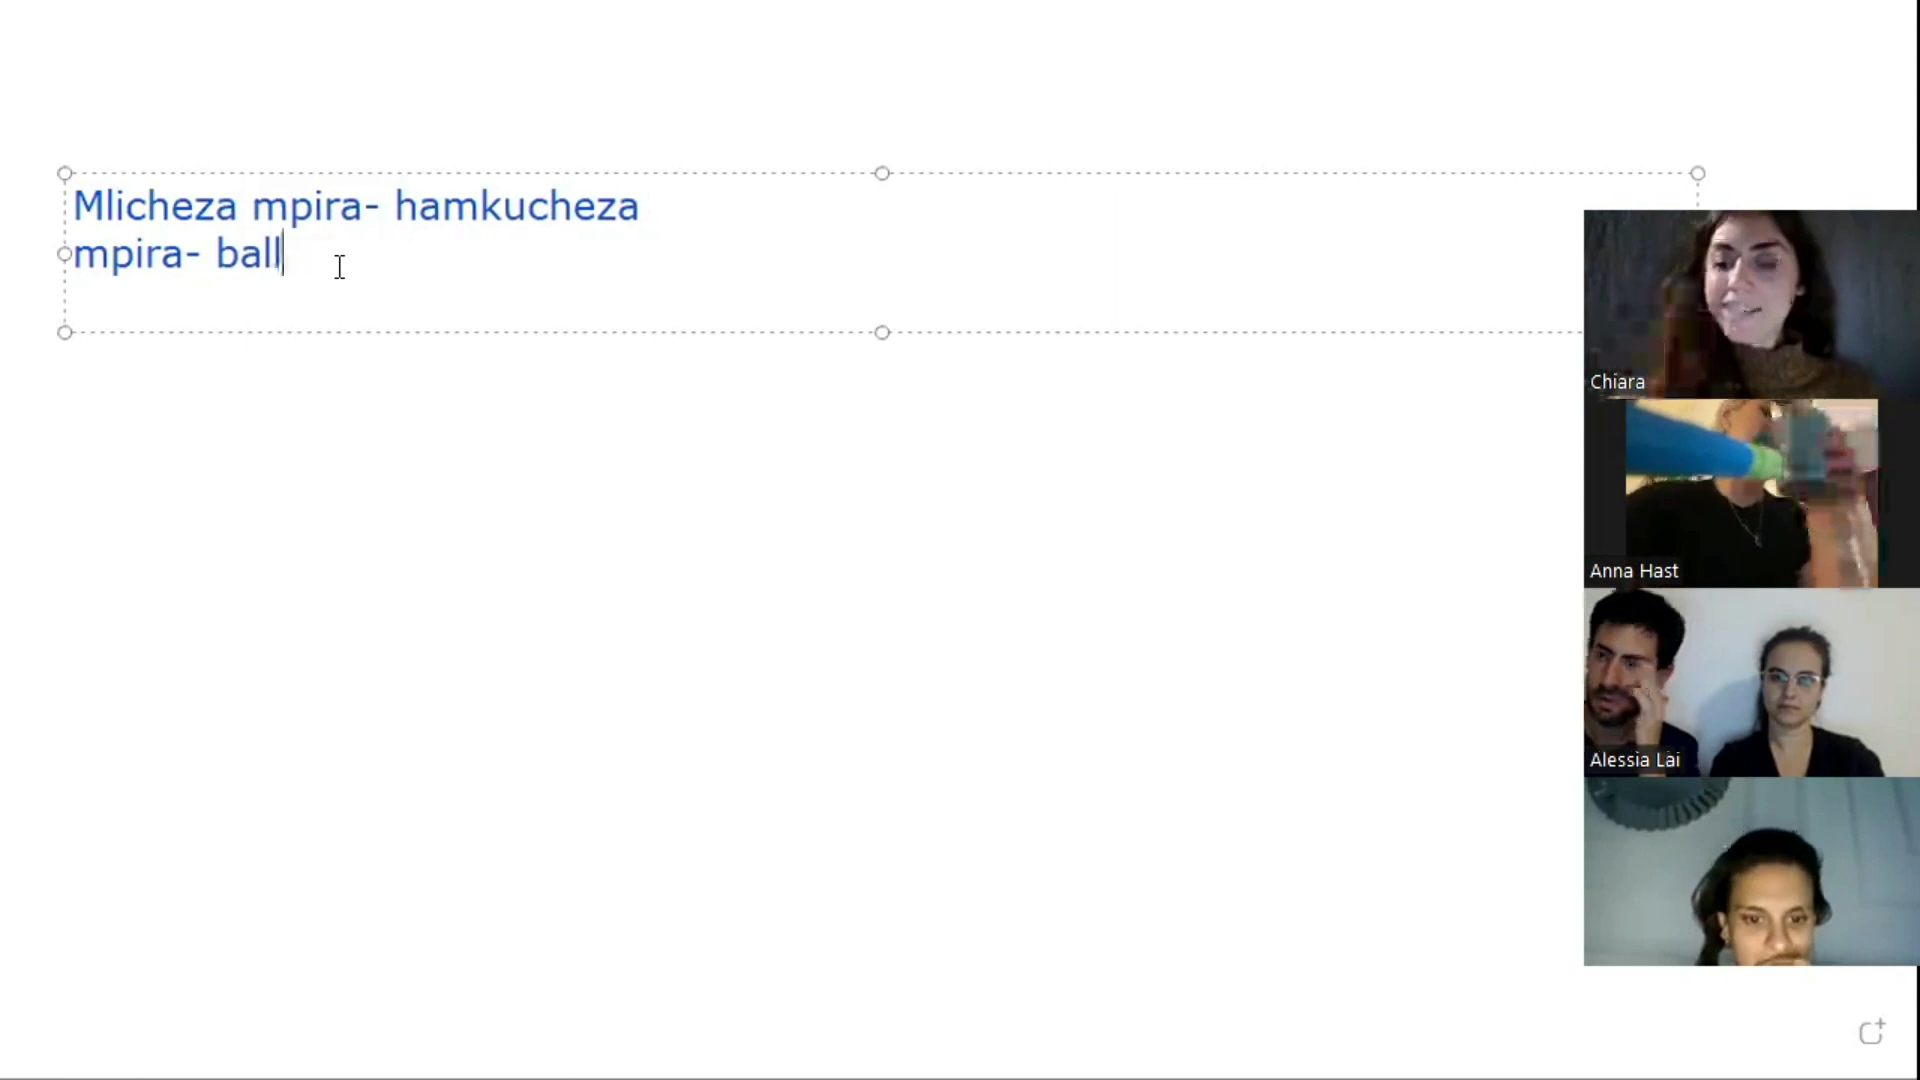 Mlicheza mpira- hamkucheza
mpira- ball
Chiara
Anna Hast
Alessia Lai